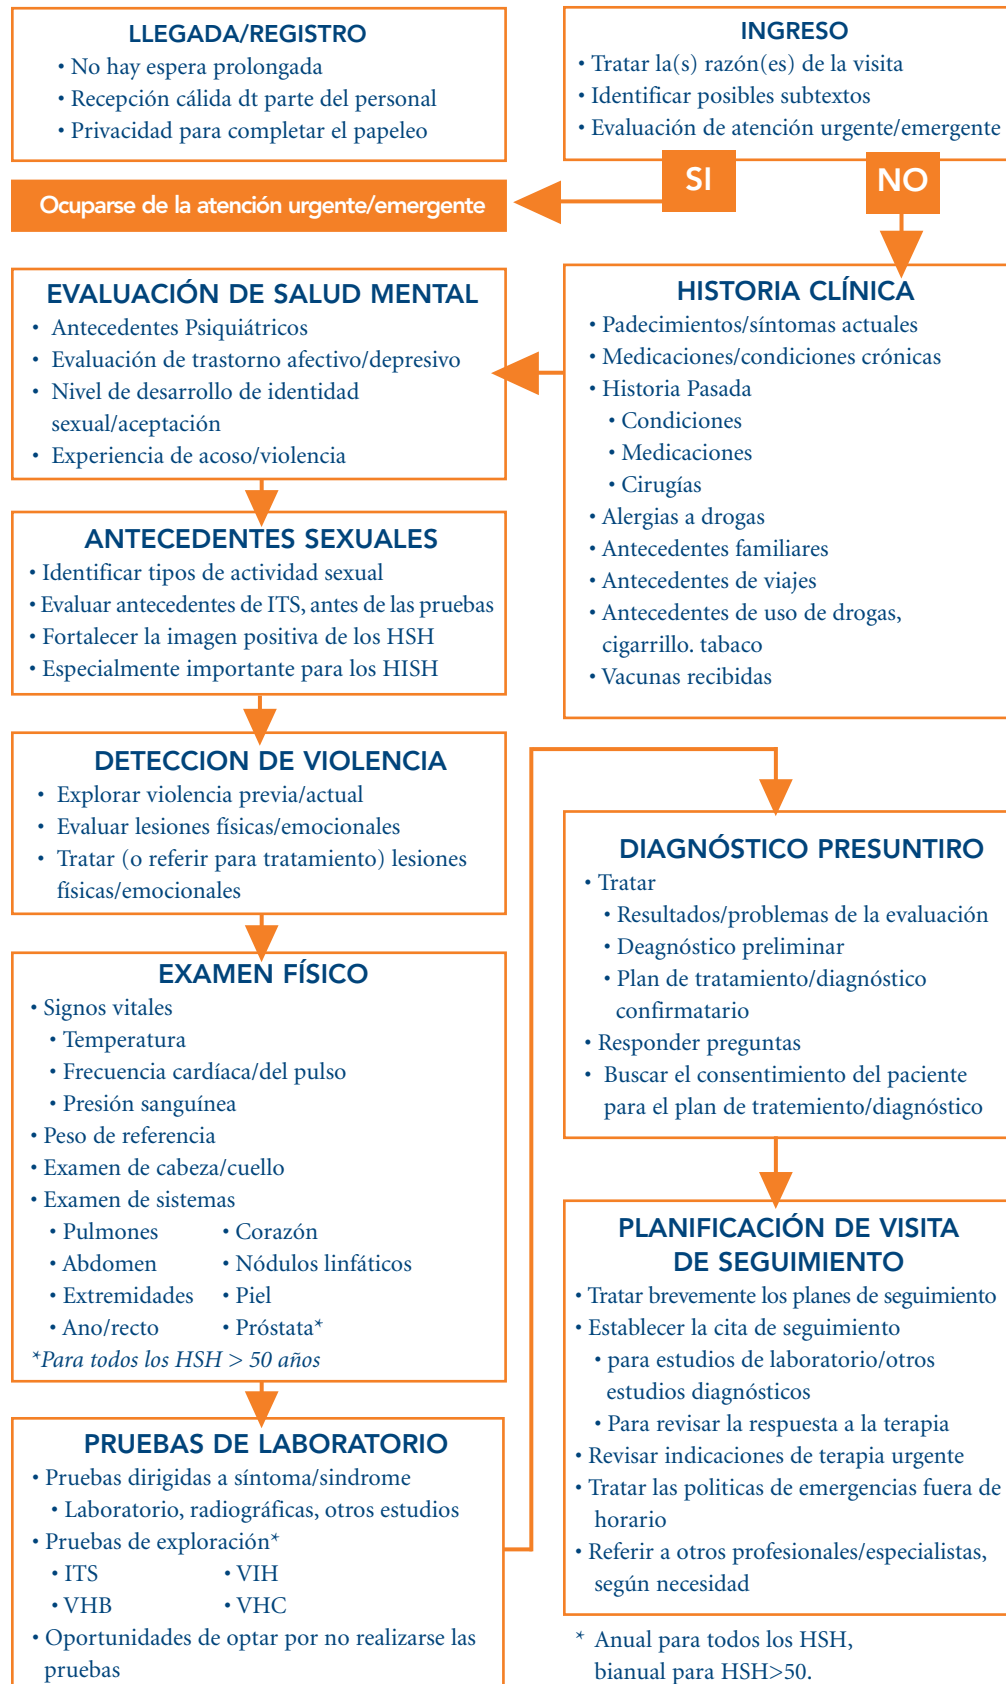 LLEGADA/REGISTRO
• No hay espera prolongada
• Recepción cálida dt parte del personal
• Privacidad para completar el papeleo
INGRESO
• Tratar la(s) razón(es) de la visita
• Identificar posibles subtextos
• Evaluación de atención urgente/emergente
SI
NO
Ocuparse de la atención urgente/emergente
HISTORIA CLÍNICA
• Padecimientos/síntomas actuales
• Medicaciones/condiciones crónicas
• Historia Pasada
• Condiciones
• Medicaciones
• Cirugías
• Alergias a drogas
• Antecedentes familiares
• Antecedentes de viajes
• Antecedentes de uso de drogas,
cigarrillo. tabaco
• Vacunas recibidas
EVALUACIÓN DE SALUD MENTAL
• Antecedentes Psiquiátricos
• Evaluación de trastorno afectivo/depresivo
• Nivel de desarrollo de identidad
sexual/aceptación
• Experiencia de acoso/violencia
ANTECEDENTES SEXUALES
• Identificar tipos de actividad sexual
• Evaluar antecedentes de ITS, antes de las pruebas
• Fortalecer la imagen positiva de los HSH
• Especialmente importante para los HISH
DETECCION DE VIOLENCIA
• Explorar violencia previa/actual
• Evaluar lesiones físicas/emocionales
• Tratar (o referir para tratamiento) lesiones
físicas/emocionales
EXAMEN FÍSICO
• Signos vitales
• Temperatura
• Frecuencia cardíaca/del pulso
• Presión sanguínea
• Peso de referencia
• Examen de cabeza/cuello
• Examen de sistemas
• Pulmones • Corazón
• Abdomen • Nódulos linfáticos
• Extremidades • Piel
• Ano/recto • Próstata*
*Para todos los HSH > 50 años
PRUEBAS DE LABORATORIO
• Pruebas dirigidas a síntoma/sindrome
• Laboratorio, radiográficas, otros estudios
• Pruebas de exploración*
• ITS • VIH
• VHB • VHC
• Oportunidades de optar por no realizarse las
pruebas
DIAGNÓSTICO PRESUNTIRO
• Tratar
• Resultados/problemas de la evaluación
• Deagnóstico preliminar
• Plan de tratamiento/diagnóstico
confirmatario
• Responder preguntas
• Buscar el consentimiento del paciente
para el plan de tratemiento/diagnóstico
PLANIFICACIÓN DE VISITA
DE SEGUIMIENTO
• Tratar brevemente los planes de seguimiento
• Establecer la cita de seguimiento
• para estudios de laboratorio/otros
estudios diagnósticos
• Para revisar la respuesta a la terapia
• Revisar indicaciones de terapia urgente
• Tratar las politicas de emergencias fuera de
horario
• Referir a otros profesionales/especialistas,
según necesidad
* Anual para todos los HSH,
bianual para HSH>50.